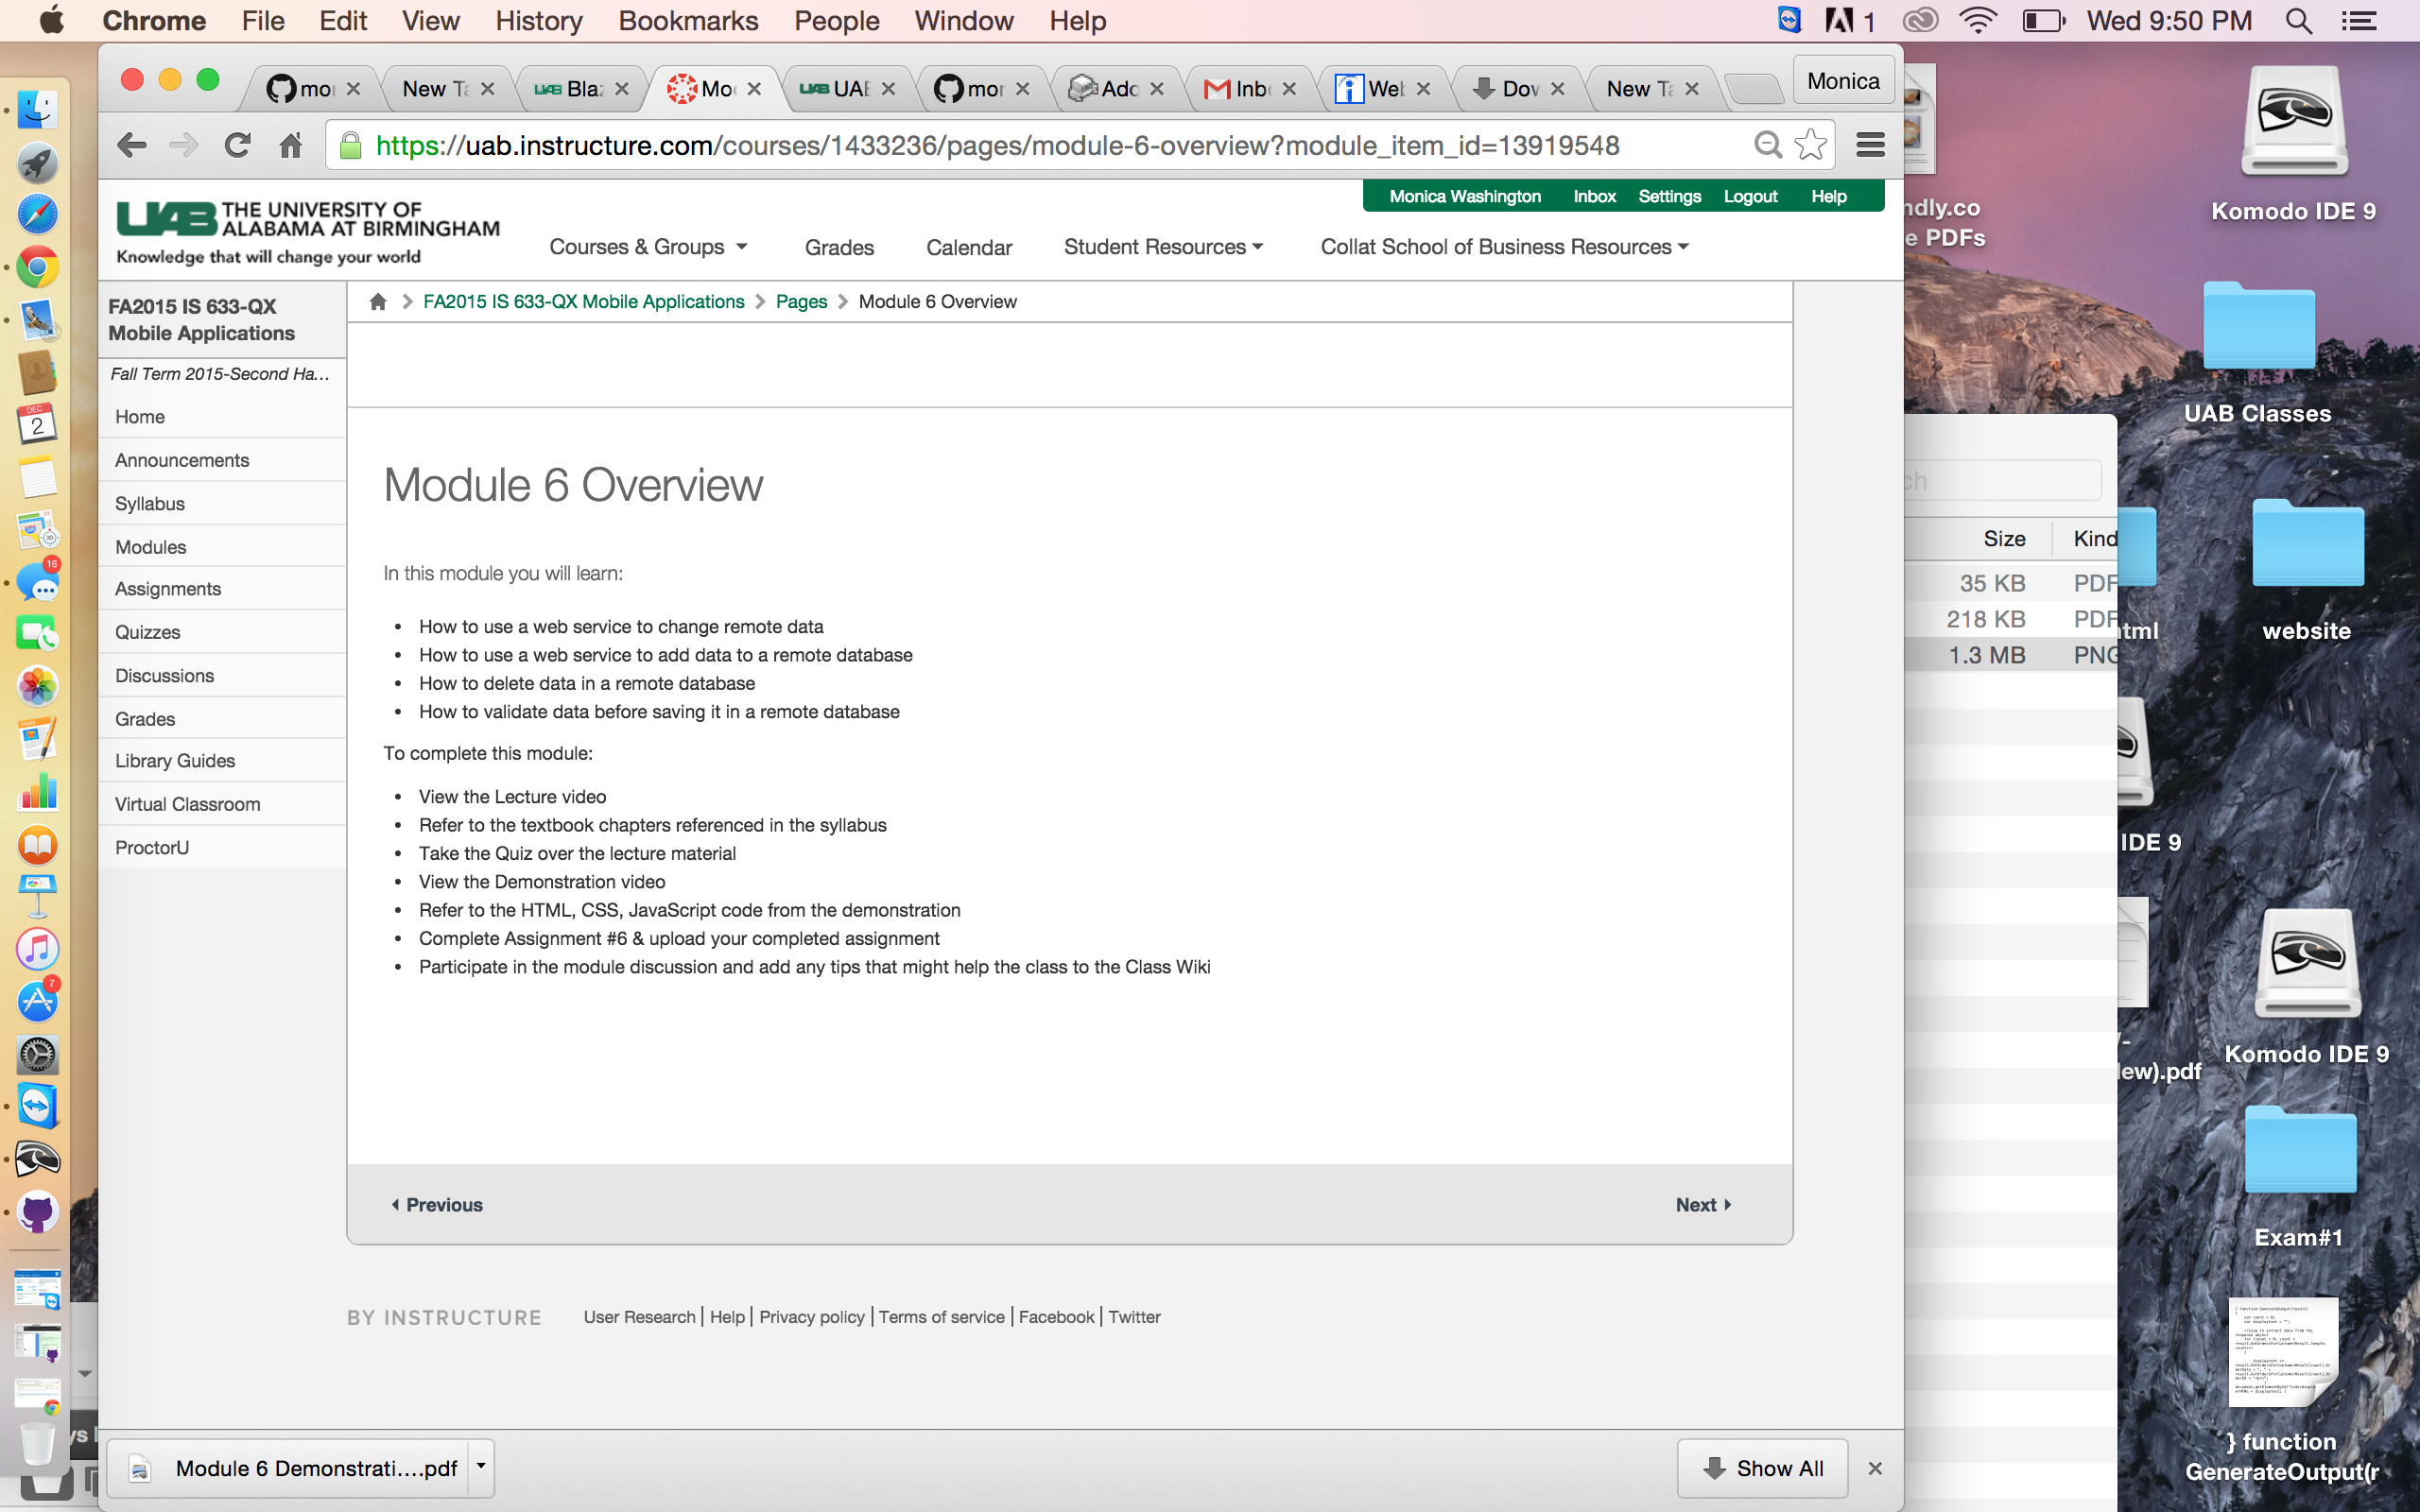 Chrome File Edit View History Bookmarks People Window Help 1 Wed 9:50 PM
mo New Ta Blaz Mo UAB mor Ado Inb Web Dov New Ta Monica
https://uab.instructure.com/courses/1433236/pages/module-6-overview?module_item_id=13919548
Monica Washington Inbox Settings Logout Help
UAB THE UNIVERSITY OF
ALABAMA AT BIRMINGHAM
Knowledge that will change your world
Courses & Groups Grades Calendar Student Resources Collat School of Business Resources
FA2015 IS 633-QX
Mobile Applications
Fall Term 2015-Second Ha...
Home
Announcements
Syllabus
Modules
Assignments
Quizzes
Discussions
Grades
Library Guides
Virtual Classroom
ProctorU
FA2015 IS 633-QX Mobile Applications > Pages > Module 6 Overview
Module 6 Overview
In this module you will learn:
• How to use a web service to change remote data
• How to use a web service to add data to a remote database
• How to delete data in a remote database
• How to validate data before saving it in a remote database
To complete this module:
• View the Lecture video
• Refer to the textbook chapters referenced in the syllabus
• Take the Quiz over the lecture material
• View the Demonstration video
• Refer to the HTML, CSS, JavaScript code from the demonstration
• Complete Assignment #6 & upload your completed assignment
• Participate in the module discussion and add any tips that might help the class to the Class Wiki
Previous Next
BY INSTRUCTURE User Research | Help | Privacy policy | Terms of service | Facebook | Twitter
Module 6 Demonstrati....pdf Show All
DEC
2
16
7
ndly.co
e PDFs
Komodo IDE 9
UAB Classes
ch
Size Kind
35 KB PDF
218 KB PDF
1.3 MB PNG
tml
website
IDE 9
Komodo IDE 9
ew).pdf
Exam#1
} function
GenerateOutput(r